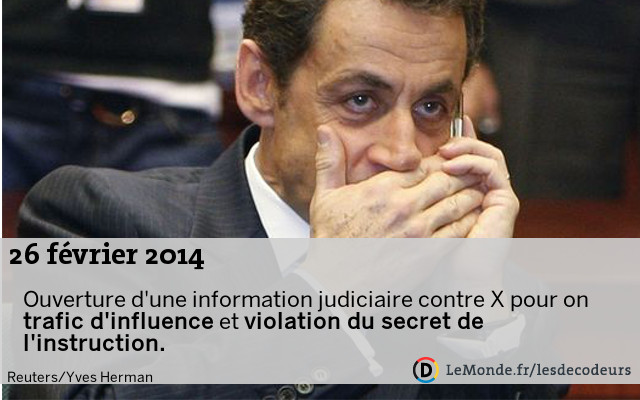 26 février 2014
Ouverture d'une information judiciaire contre X pour on
trafic d'influence et violation du secret de
l'instruction.
Reuters/Yves Herman
D LeMonde.fr/lesdecodeurs